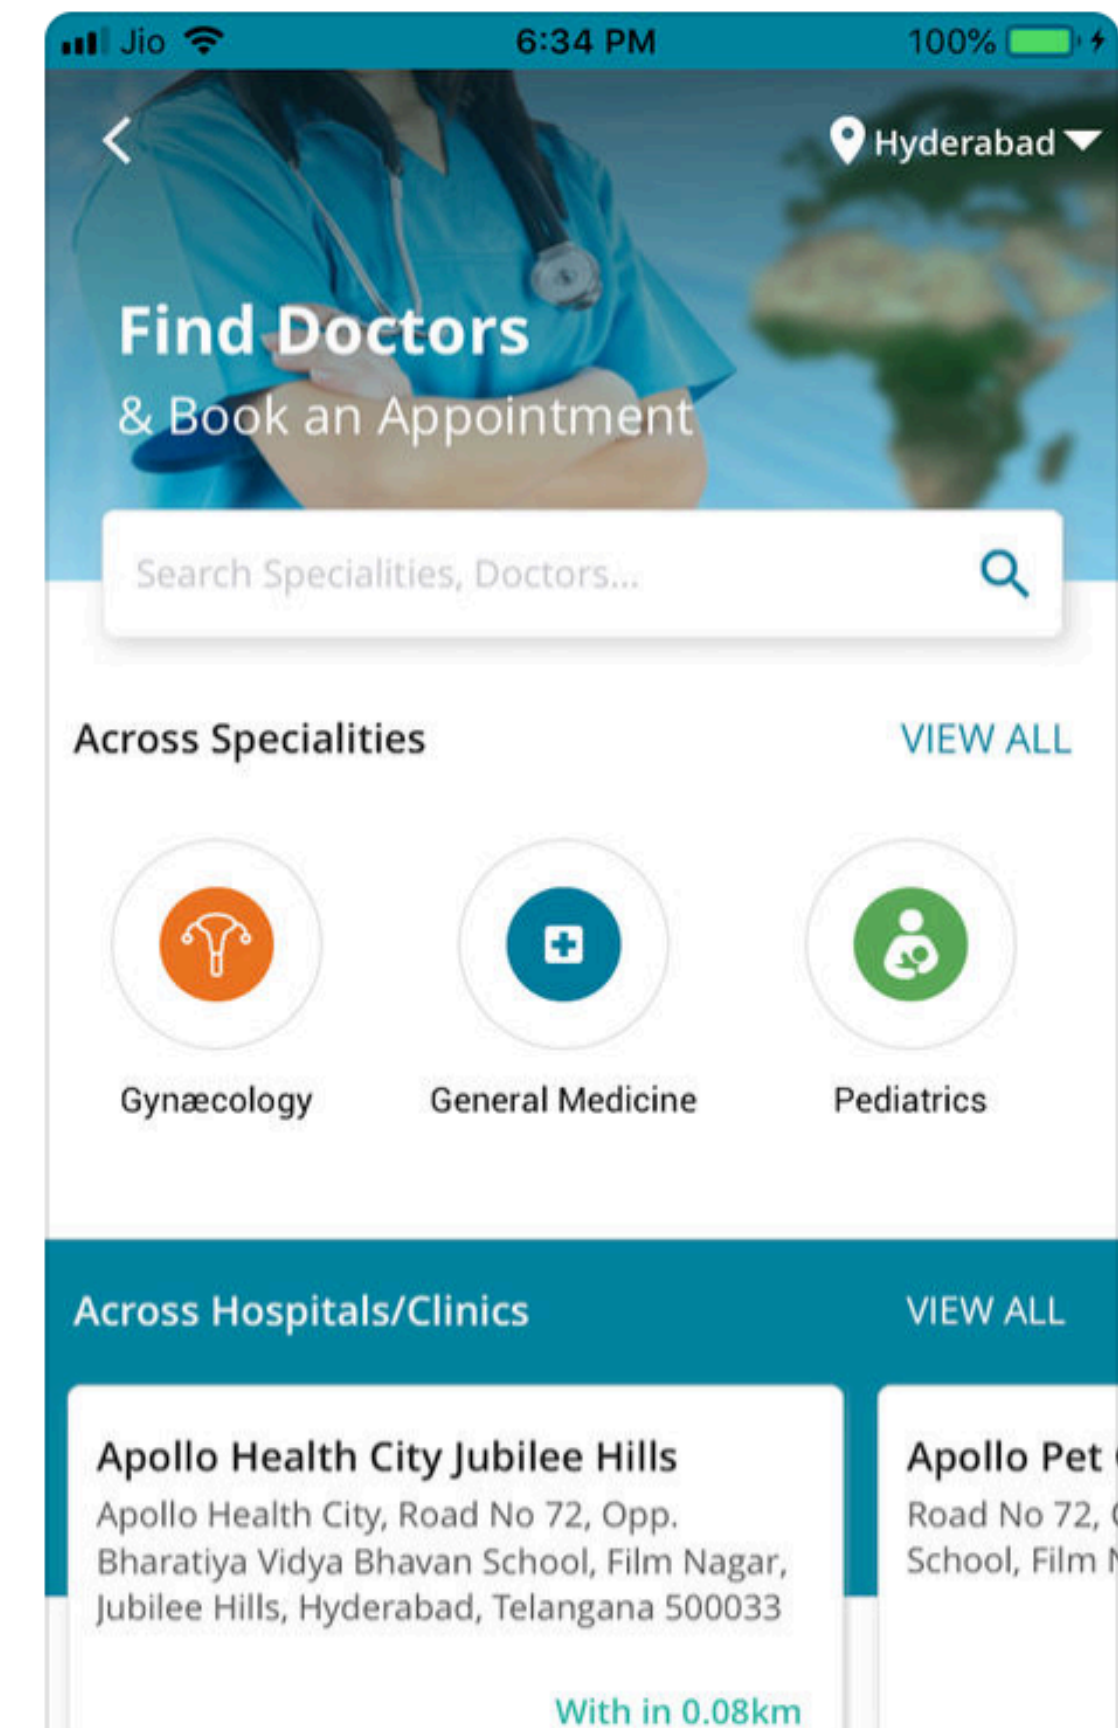 Jio 6:34 PM 100%
Hyderabad
Find Doctors
& Book an Appointment
Search Specialities, Doctors...
Across Specialities VIEW ALL
Gynæcology General Medicine Pediatrics
Across Hospitals/Clinics VIEW ALL
Apollo Health City Jubilee Hills
Apollo Health City, Road No 72, Opp.
Bharatiya Vidya Bhavan School, Film Nagar,
Jubilee Hills, Hyderabad, Telangana 500033
With in 0.08km
Apollo Pet
Road No 72,
School, Film